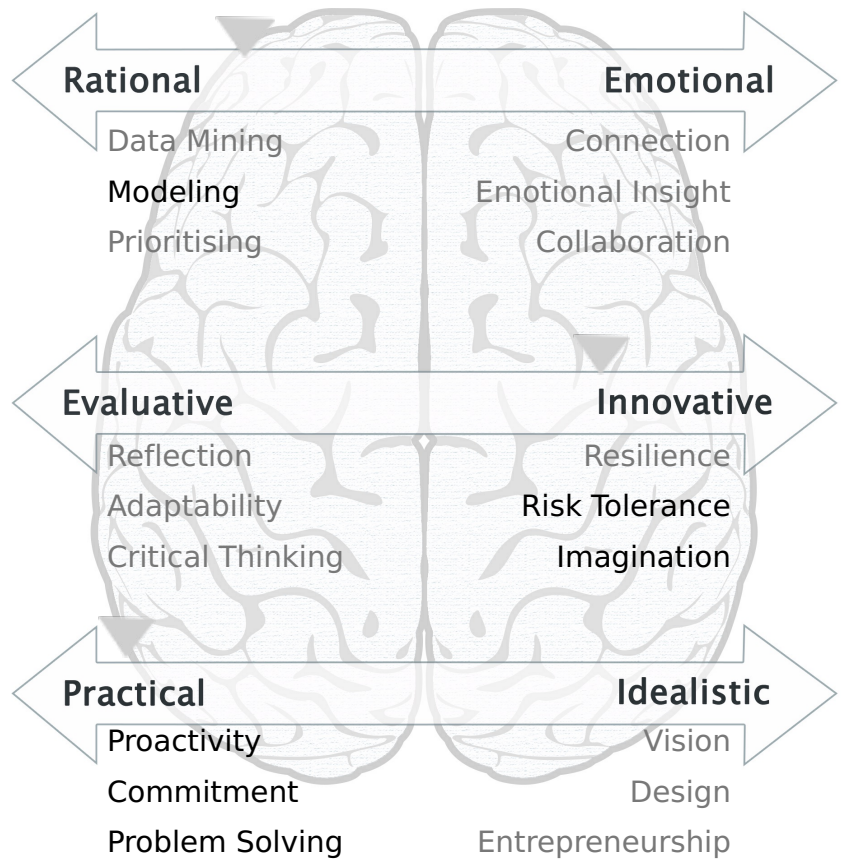 Rational Emotional
Data Mining Connection
Modeling Emotional Insight
Prioritising Collaboration
Evaluative Innovative
Reflection Resilience
Adaptability Risk Tolerance
Critical Thinking Imagination
Practical Idealistic
Proactivity Vision
Commitment Design
Problem Solving Entrepreneurship